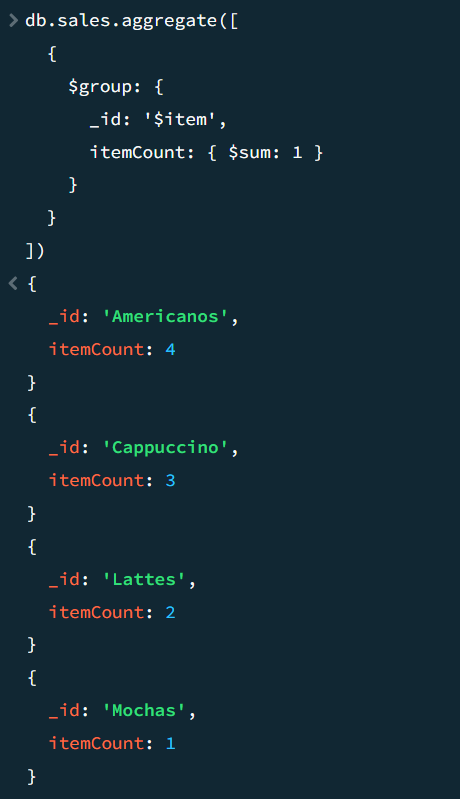 db.sales.aggregate([
{
$group: {
_id: '$item',
itemCount: { $sum: 1 }
}
}
])
{
_id: 'Americanos',
itemCount: 4
}
{
_id: 'Cappuccino',
itemCount: 3
}
{
_id: 'Lattes',
itemCount: 2
}
{
_id: 'Mochas',
itemCount: 1
}